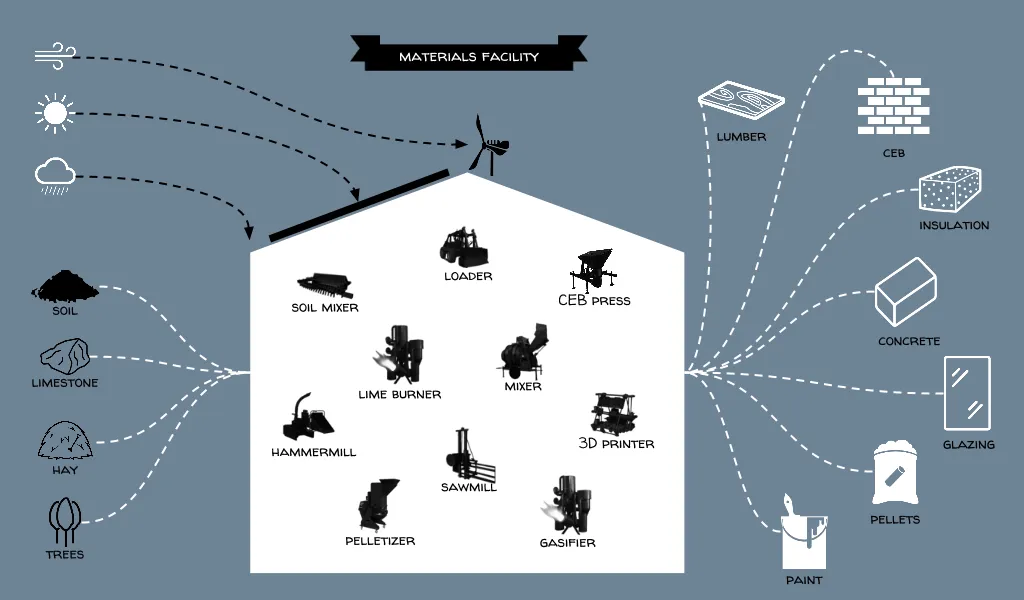 MATERIALS FACILITY
LUMBER
CEB
INSULATION
LOADER
CEB PRESS
SOIL MIXER
SOIL
CONCRETE
LIMESTONE
LIME BURNER
MIXER
3D PRINTER
GLAZING
HAMMERMILL
HAY
SAWMILL
PELLETS
PELLETIZER
GASIFIER
TREES
PAINT